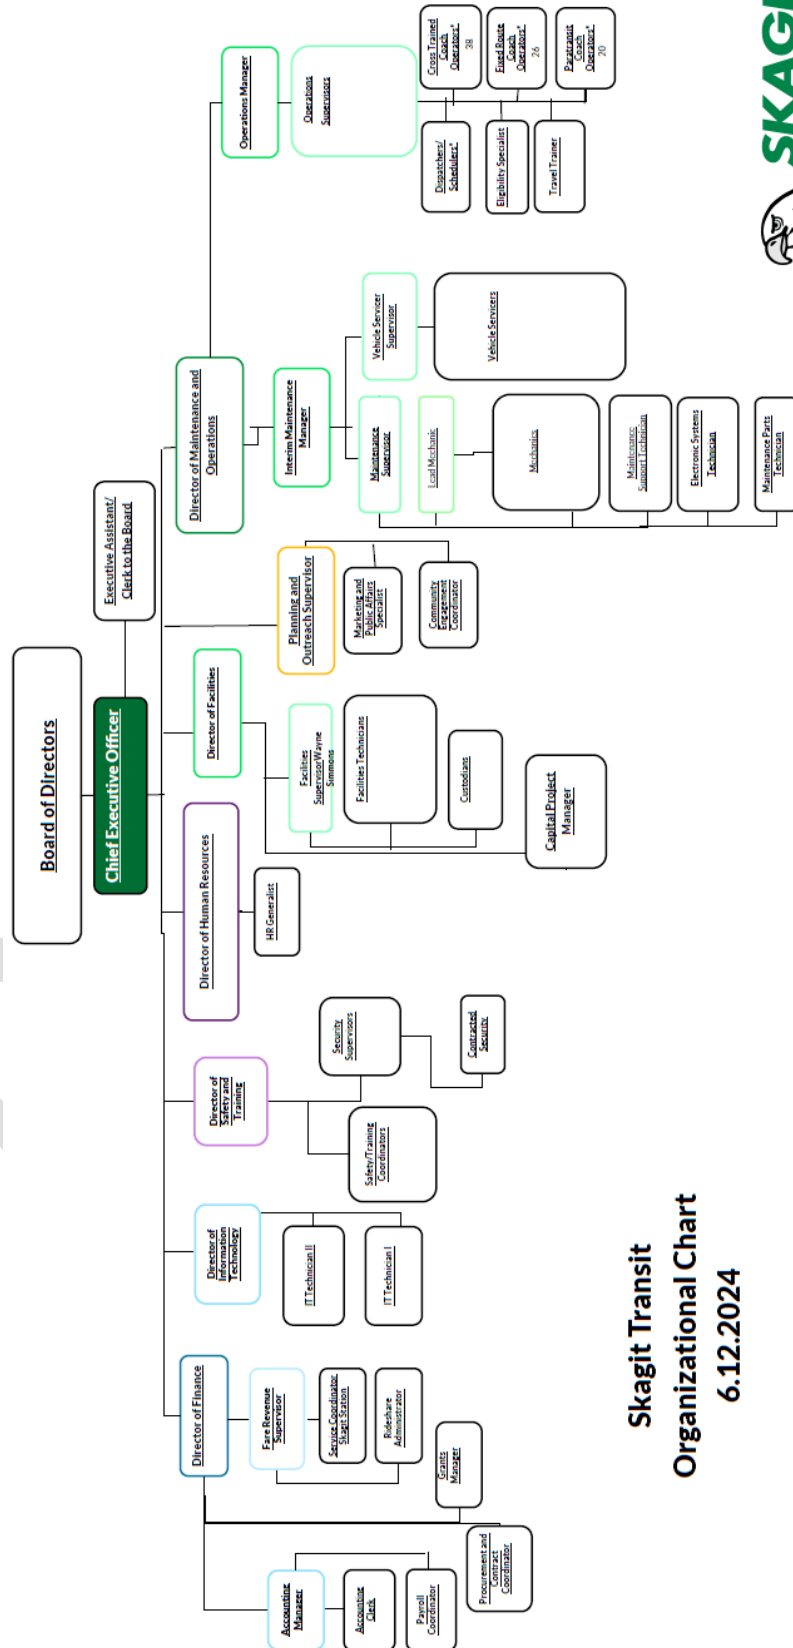 Board of Directors
Chief Executive Officer
Executive Assistant/
Clerk to the Board
Director of Finance
Accounting
Manager
Accounting
Clerk
Payroll
Coordinator
Procurement and
Contract
Coordinator
Grants
Manager
Fare Revenue
Supervisor
Service Coordinator
Skagit Station
Rideshare
Administrator
Director of
Information
Technology
IT Technician II
IT Technician I
Director of
Safety and
Training
Safety/Training
Coordinators
Security
Supervisors
Contracted
Security
Director of Human Resources
HR Generalist
Director of Facilities
Facilities
Supervisor Wayne
Simmons
Facilities Technicians
Custodians
Capital Project
Manager
Planning and
Outreach Supervisor
Marketing and
Public Affairs
Specialist
Community
Engagement
Coordinator
Director of Maintenance and
Operations
Interim Maintenance
Manager
Maintenance
Supervisor
Lead Mechanic
Mechanics
Maintenance
Support Technician
Electronic Systems
Technician
Maintenance Parts
Technician
Vehicle Servicer
Supervisor
Vehicle Servicers
Operations Manager
Operations
Supervisors
Dispatchers/
Schedulers*
Eligibility Specialist
Travel Trainer
Cross Trained
Coach
Operators*
38
Fixed Route
Coach
Operators*
26
Paratransit
Coach
Operators*
20
Skagit Transit
Organizational Chart
6.12.2024
SKAGI